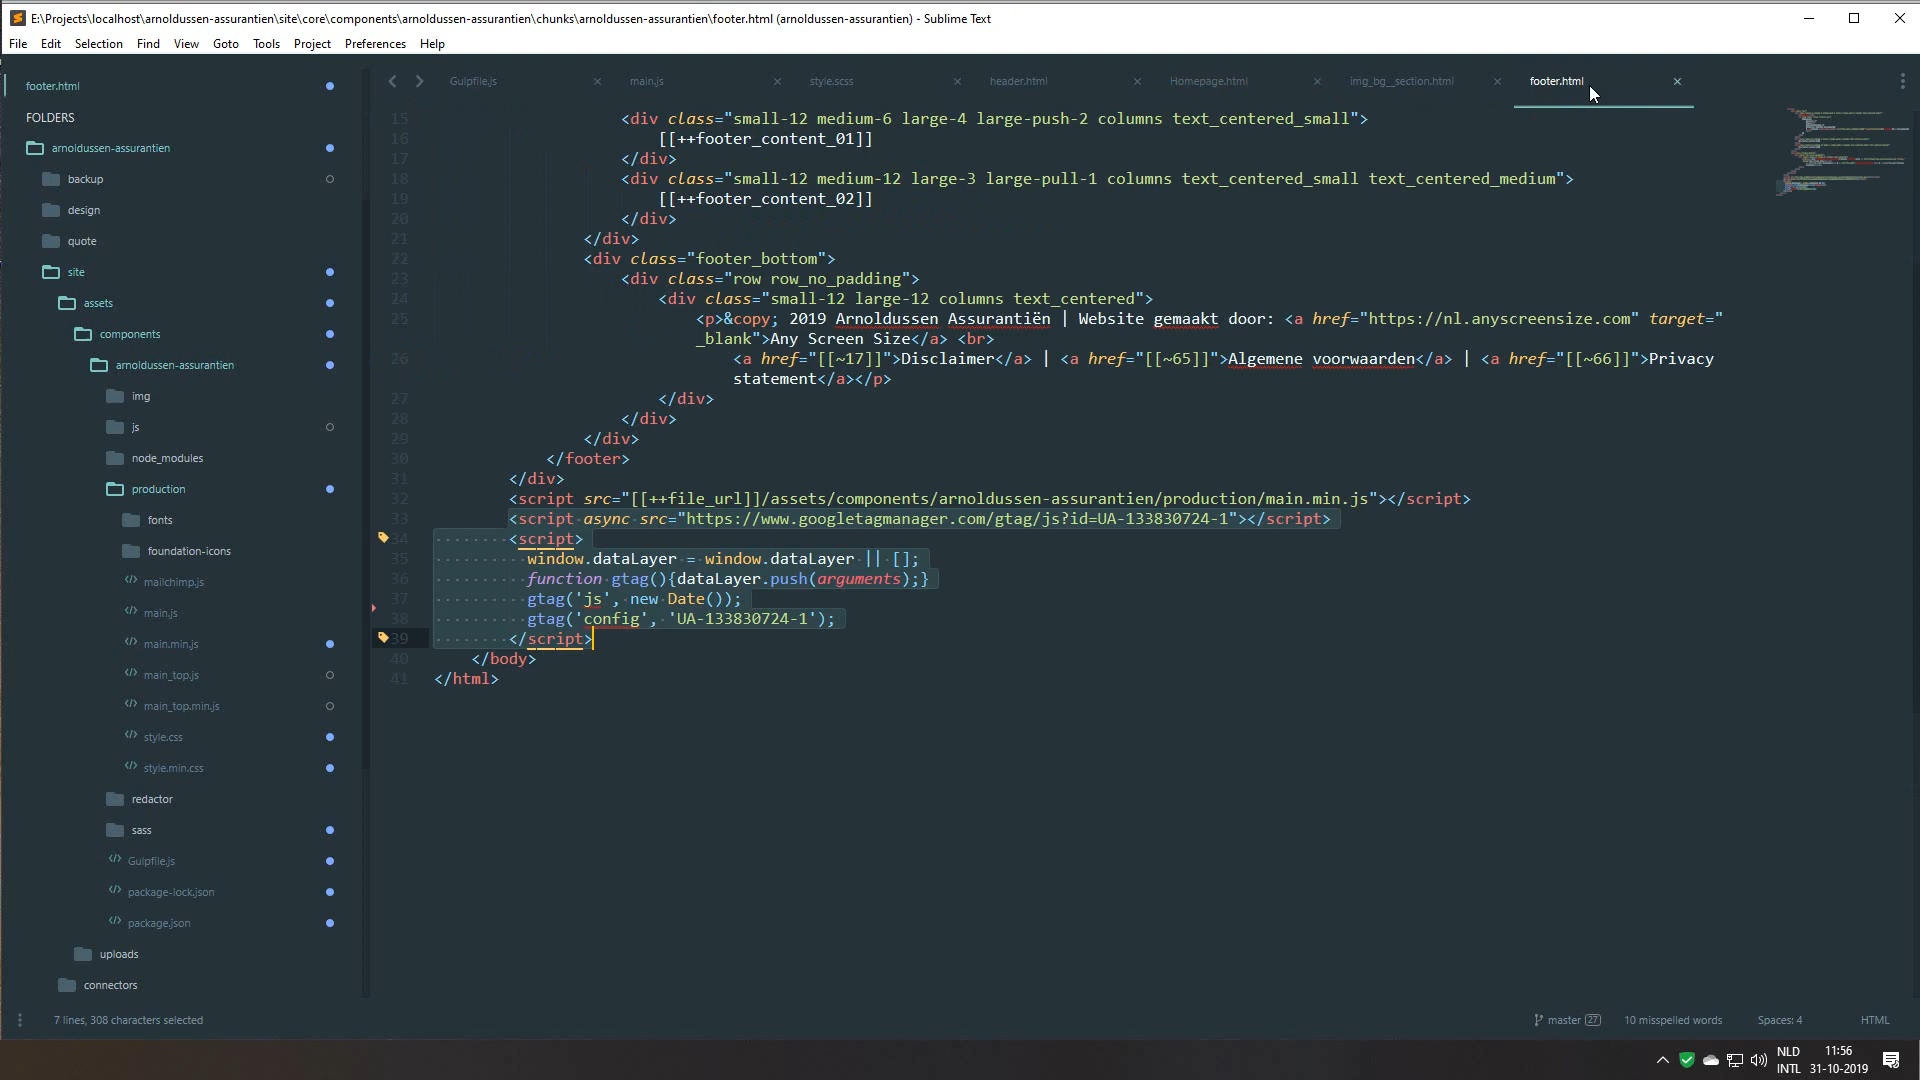 E:\Projects\localhost\arnoldussen-assurantien\site\core\components\arnoldussen-assurantien\chunks\arnoldussen-assurantien\footer.html (arnoldussen-assurantien) - Sublime Text
File Edit Selection Find View Goto Tools Project Preferences Help
footer.html
FOLDERS
arnoldussen-assurantien
backup
design
quote
site
assets
components
arnoldussen-assurantien
img
js
node_modules
production
fonts
foundation-icons
mailchimp.js
main.js
main.min.js
main_top.js
main_top.min.js
style.css
style.min.css
redactor
sass
Gulpfile.js
package-lock.json
package.json
uploads
connectors
Gulpfile.js main.js style.scss header.html Homepage.html img_bg__section.html footer.html
15 <div class="small-12 medium-6 large-4 large-push-2 columns text_centered_small">
16 [[++footer_content_01]]
17 </div>
18 <div class="small-12 medium-12 large-3 large-pull-1 columns text_centered_small text_centered_medium">
19 [[++footer_content_02]]
20 </div>
21 </div>
22 <div class="footer_bottom">
23 <div class="row row_no_padding">
24 <div class="small-12 large-12 columns text_centered">
25 <p>&copy; 2019 Arnoldussen Assurantiën | Website gemaakt door: <a href="https://nl.anyscreensize.com" target="
_blank">Any Screen Size</a> <br>
26 <a href="[[~17]]">Disclaimer</a> | <a href="[[~65]]">Algemene voorwaarden</a> | <a href="[[~66]]">Privacy
statement</a></p>
27 </div>
28 </div>
29 </div>
30 </footer>
31 </div>
32 <script src="[[++file_url]]/assets/components/arnoldussen-assurantien/production/main.min.js"></script>
33 <script async src="https://www.googletagmanager.com/gtag/js?id=UA-133830724-1"></script>
34 <script>
35 window.dataLayer = window.dataLayer || [];
36 function gtag(){dataLayer.push(arguments);}
37 gtag('js', new Date());
38 gtag('config', 'UA-133830724-1');
39 </script>
40 </body>
41 </html>
7 lines, 308 characters selected
master 27 10 misspelled words Spaces: 4 HTML
NLD 11:56
INTL 31-10-2019